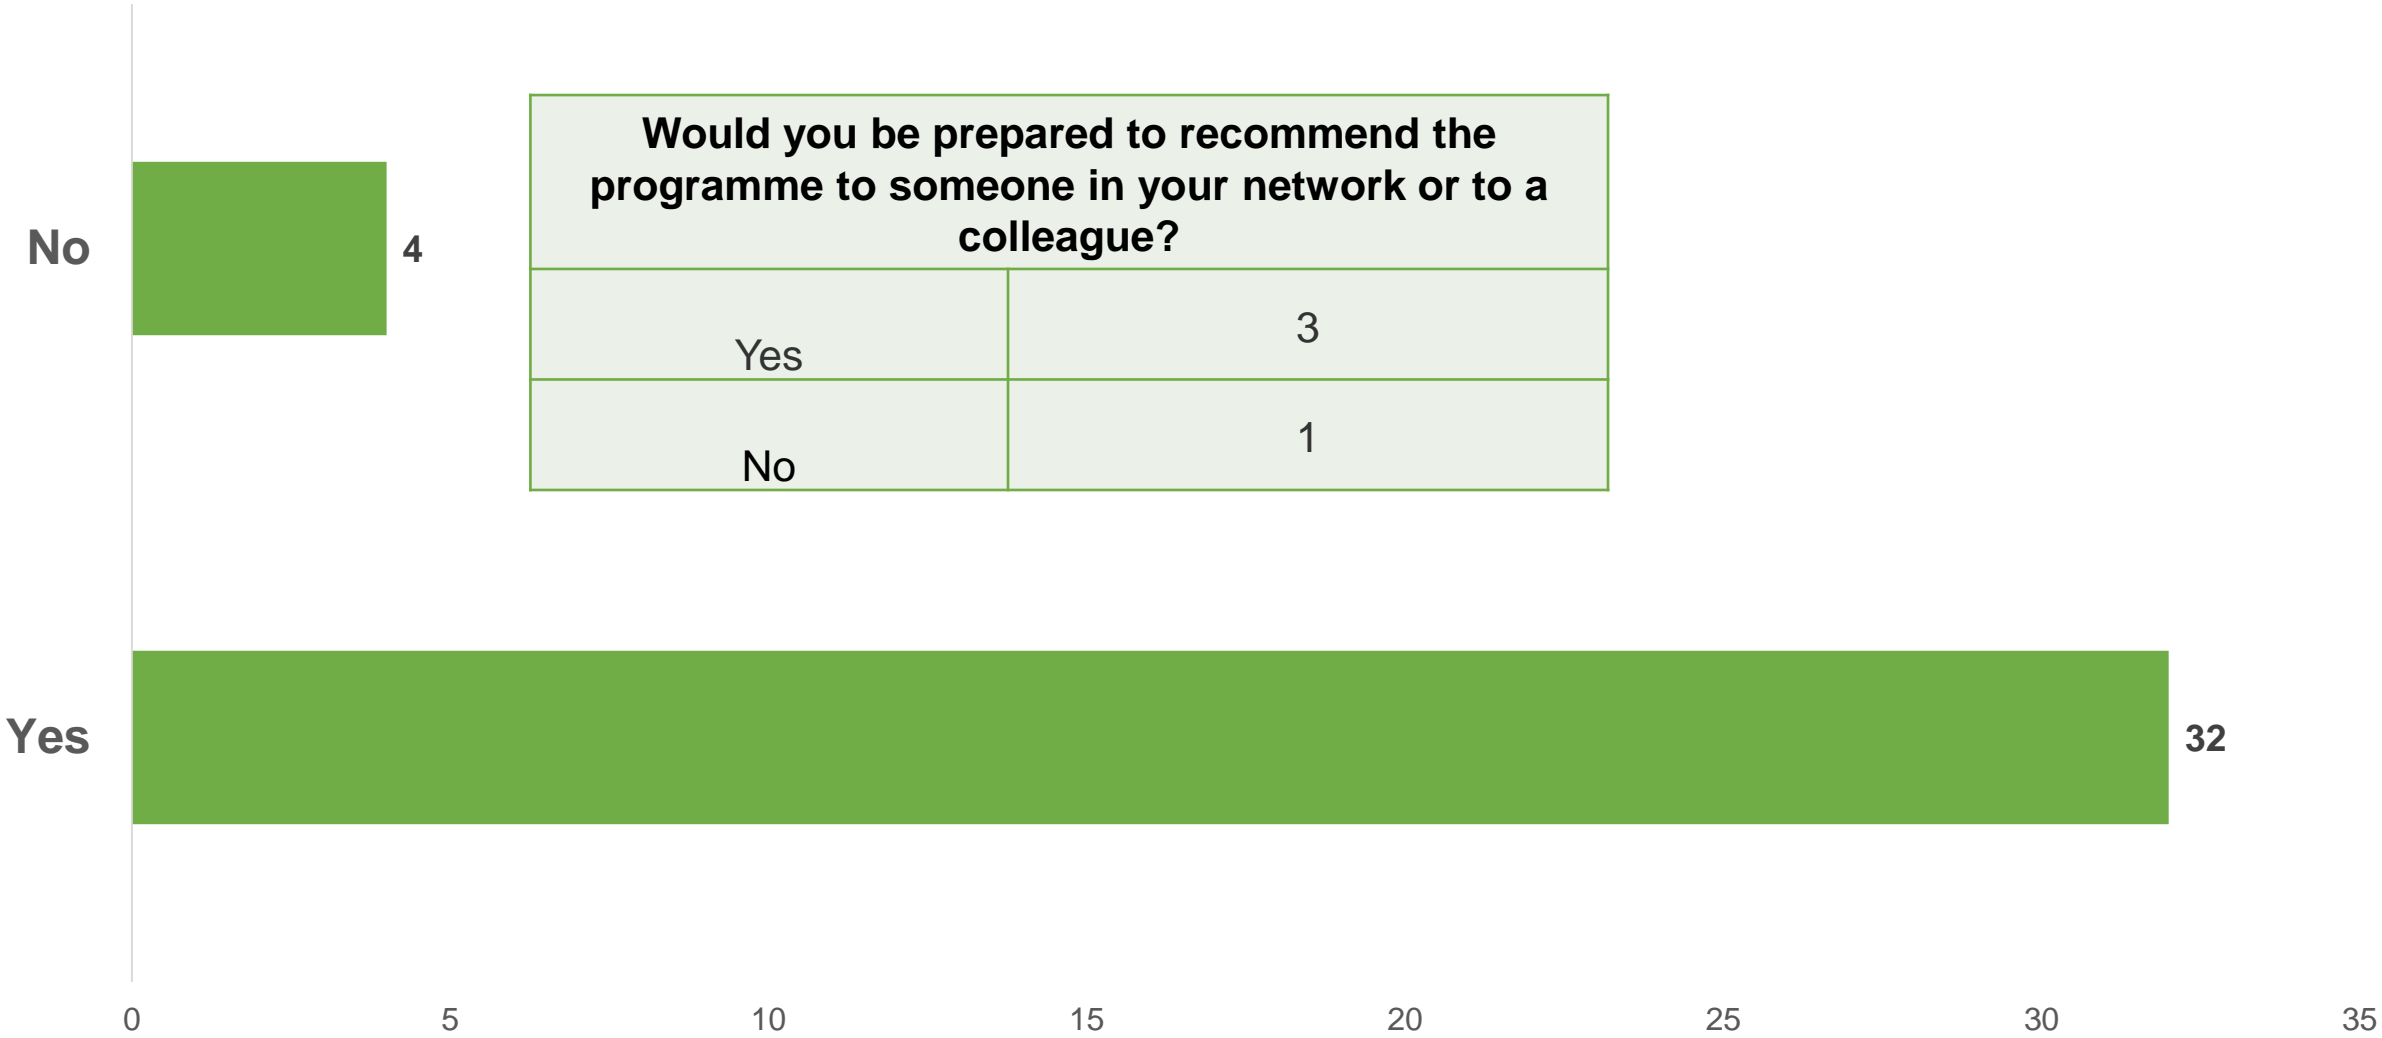 Would you be prepared to recommend the
programme to someone in your network or to a
colleague?
No
4
Yes
3
No
1
Yes
32
0 5 10 15 20 25 30 35